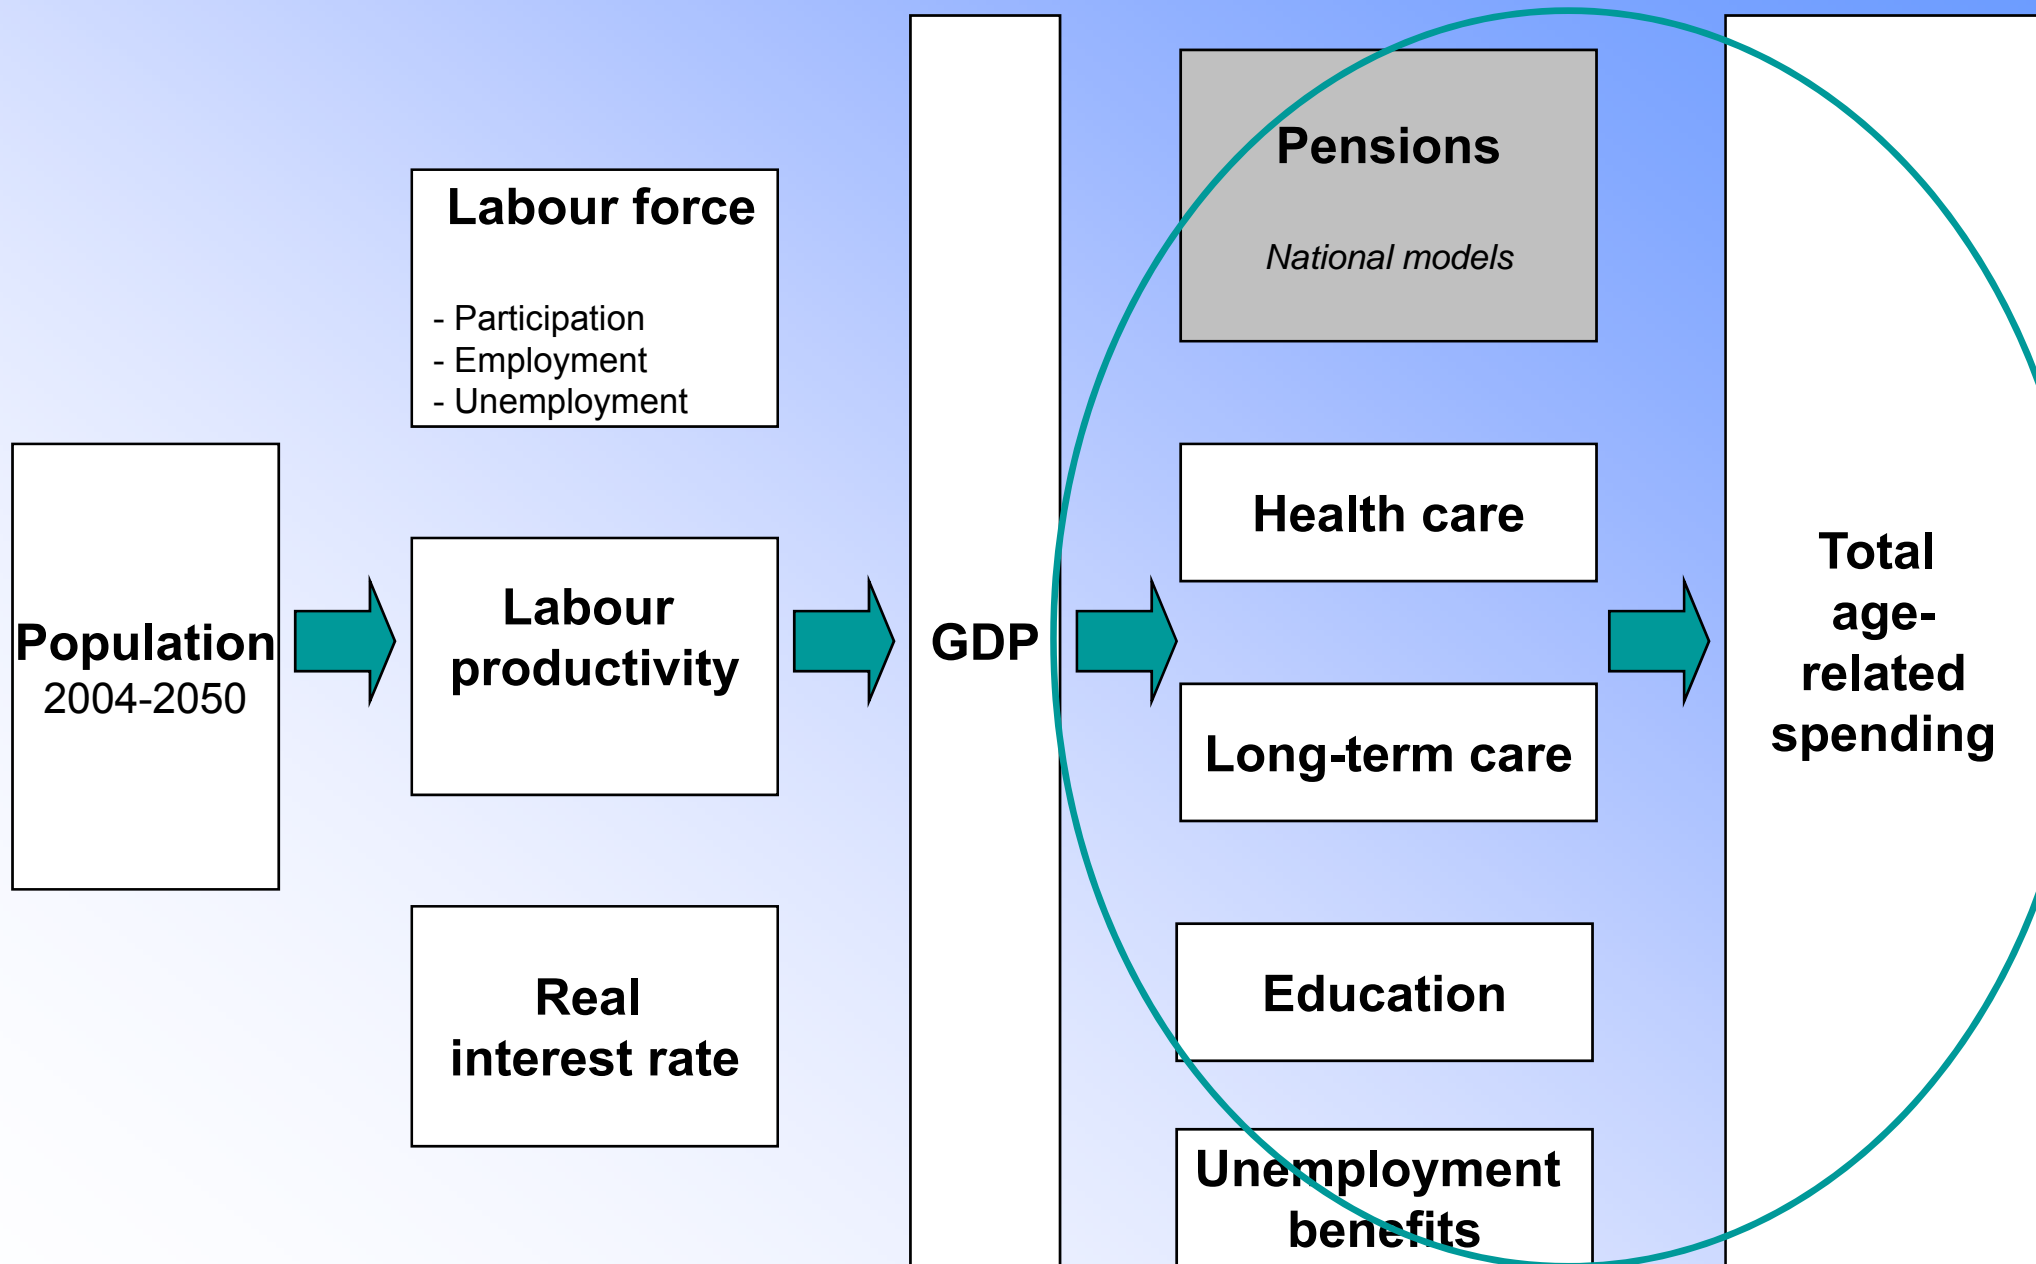 Population
2004-2050
Labour force
- Participation
- Employment
- Unemployment
Labour
productivity
Real
interest rate
GDP
Pensions
National models
Health care
Long-term care
Education
Unemployment
benefits
Total
age-
related
spending